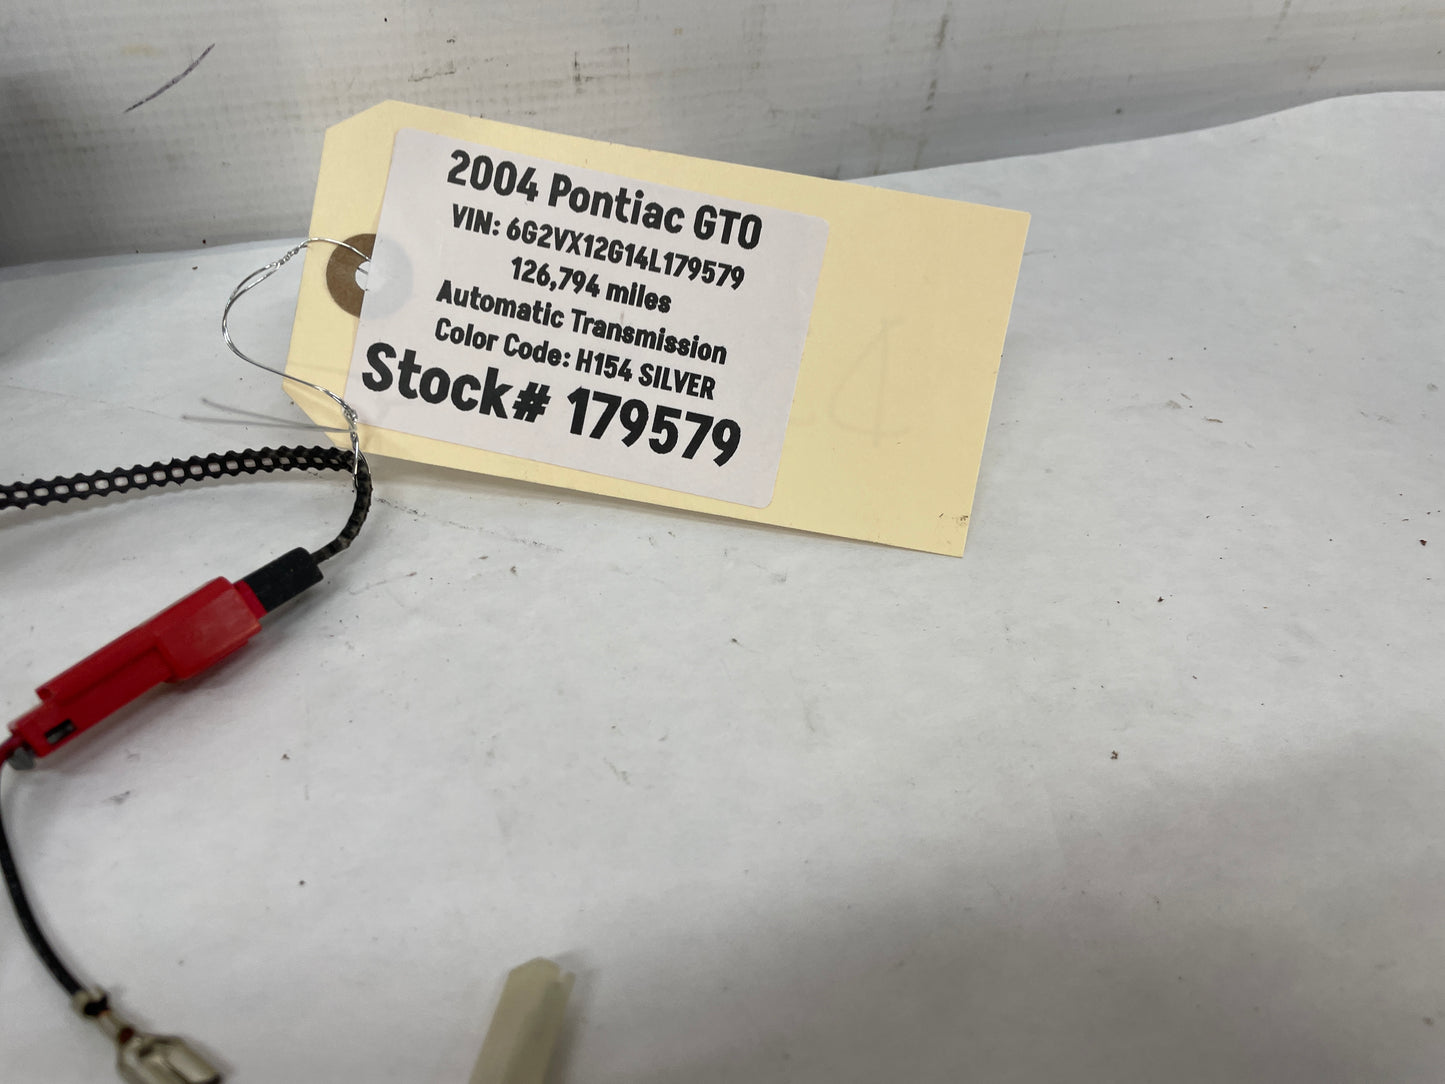 2004 Pontiac GTO
VIN: 6G2VX12G14L179579
126,794 miles
Automatic Transmission
Color Code: H154 SILVER
Stock# 179579